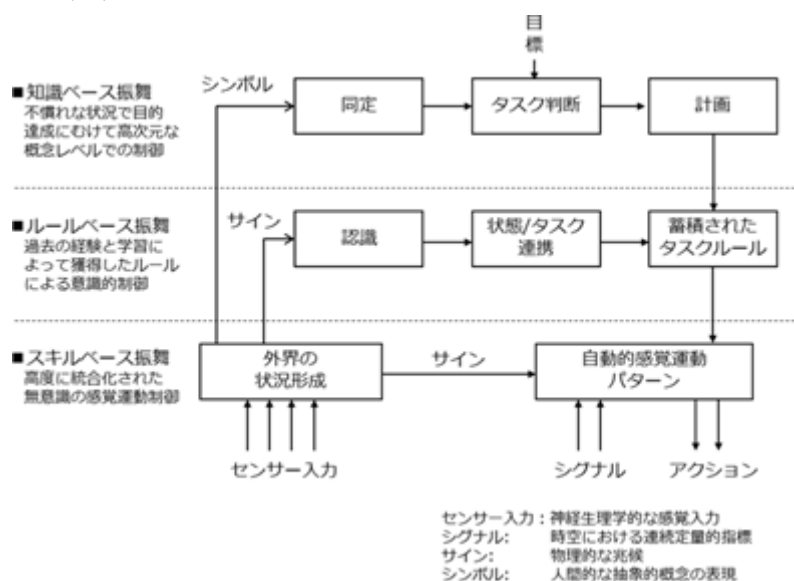 目
標
■知識ベース振舞
不慣れな状況で目的
達成にむけて高次元な
概念レベルでの制御
シンボル
同定
タスク判断
計画
■ルールベース振舞
過去の経験と学習に
よって獲得したルール
による意識的制御
サイン
認識
状態/タスク
連携
蓄積された
タスクルール
■スキルベース振舞
高度に統合化された
無意識の感覚運動制御
外界の
状況形成
サイン
自動的感覚運動
パターン
センサー入力
シグナル
アクション
センサー入力：神経生理学的な感覚入力
シグナル: 時空における連続定量的指標
サイン: 物理的な兆候
シンボル: 人間的な抽象的概念の表現